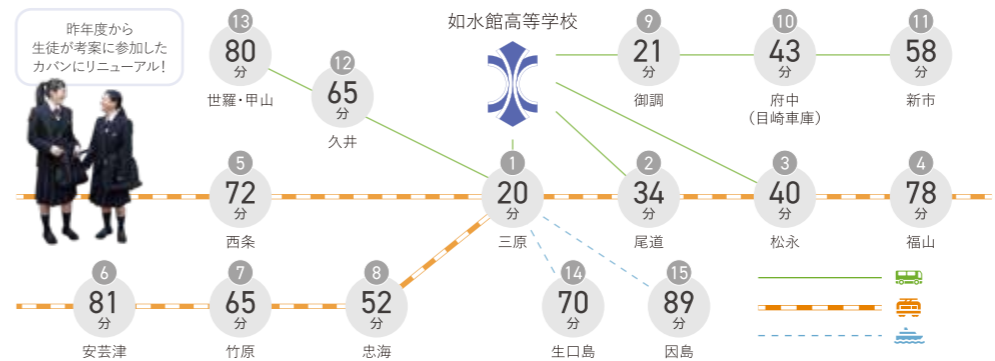 昨年度から
生徒が考案に参加した
カバンにリニューアル！
如水館高等学校
13
80
分
世羅・甲山
12
65
分
久井
9
21
分
御調
10
43
分
府中
（目崎車庫）
11
58
分
新市
5
72
分
西条
1
20
分
三原
2
34
分
尾道
3
40
分
松永
4
78
分
福山
6
81
分
安芸津
7
65
分
竹原
8
52
分
忠海
14
70
分
生口島
15
89
分
因島